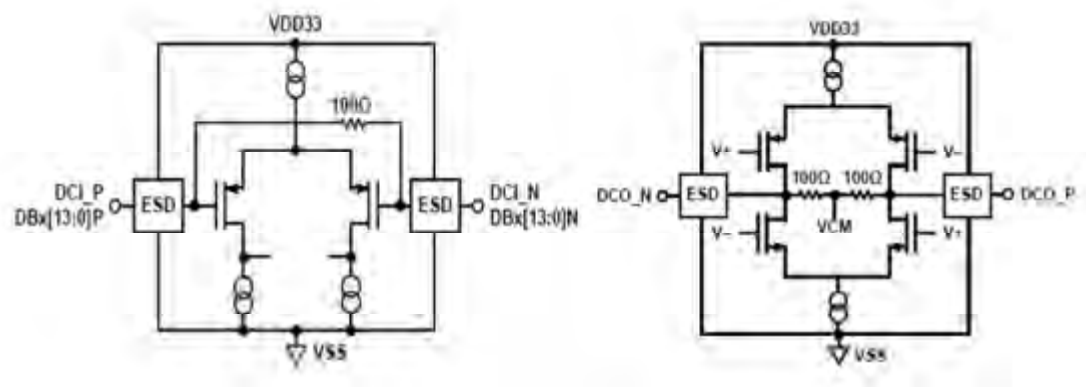 VDD33
100Ω
DCI_P
DBx[13:0]P
ESD
ESD
DCI_N
DBx[13:0]N
VSS
VDD33
V+
V–
100Ω
100Ω
DCO_N
ESD
ESD
DCO_P
VCM
V–
V+
VSS